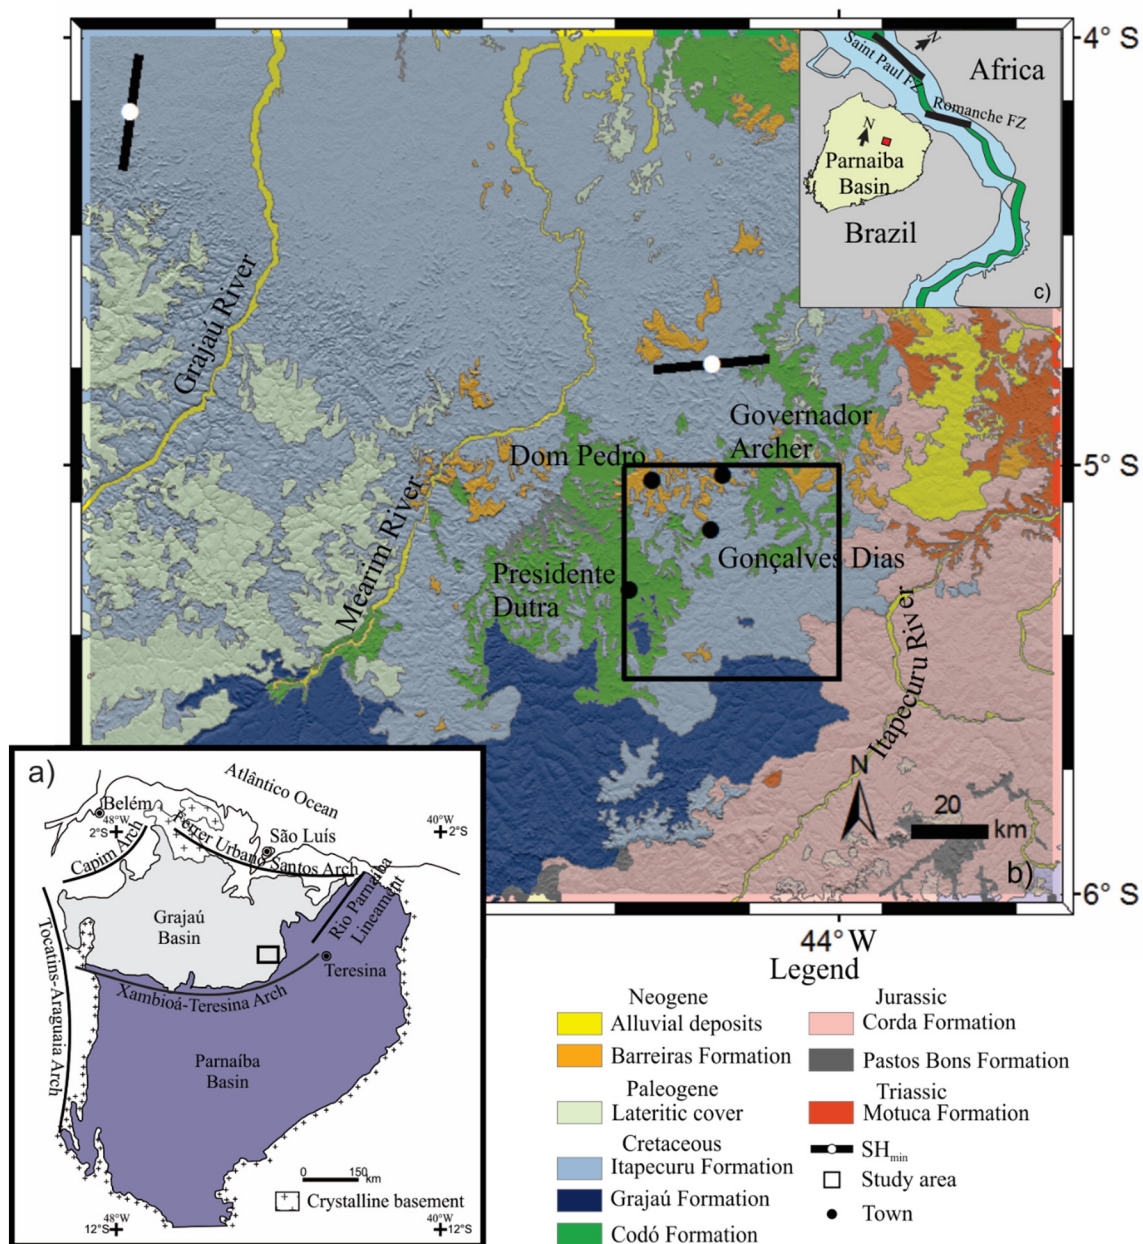 4° S
N
Saint Paul FZ
Africa
Romanche FZ
N
Parnaiba
Basin
Brazil
c)
Grajaú River
Governador
Archer
Dom Pedro
5° S
Mearim River
Gonçalves Dias
Presidente
Dutra
Itapecuru River
N
20
km
b)
6° S
44° W
a)
Atlântico Ocean
Belém
48°W
2°S
40°W
2°S
São Luís
Capim Arch
Ferrer Urbano Santos Arch
Rio Parnaíba
Lineament
Grajaú
Basin
Teresina
Tocatins-Araguaia Arch
Xambioá-Teresina Arch
Parnaíba
Basin
0 150
km
Crystalline basement
48°W
12°S
40°W
12°S
Legend
Neogene
Alluvial deposits
Barreiras Formation
Paleogene
Lateritic cover
Cretaceous
Itapecuru Formation
Grajaú Formation
Codó Formation
Jurassic
Corda Formation
Pastos Bons Formation
Triassic
Motuca Formation
SHmin
Study area
Town